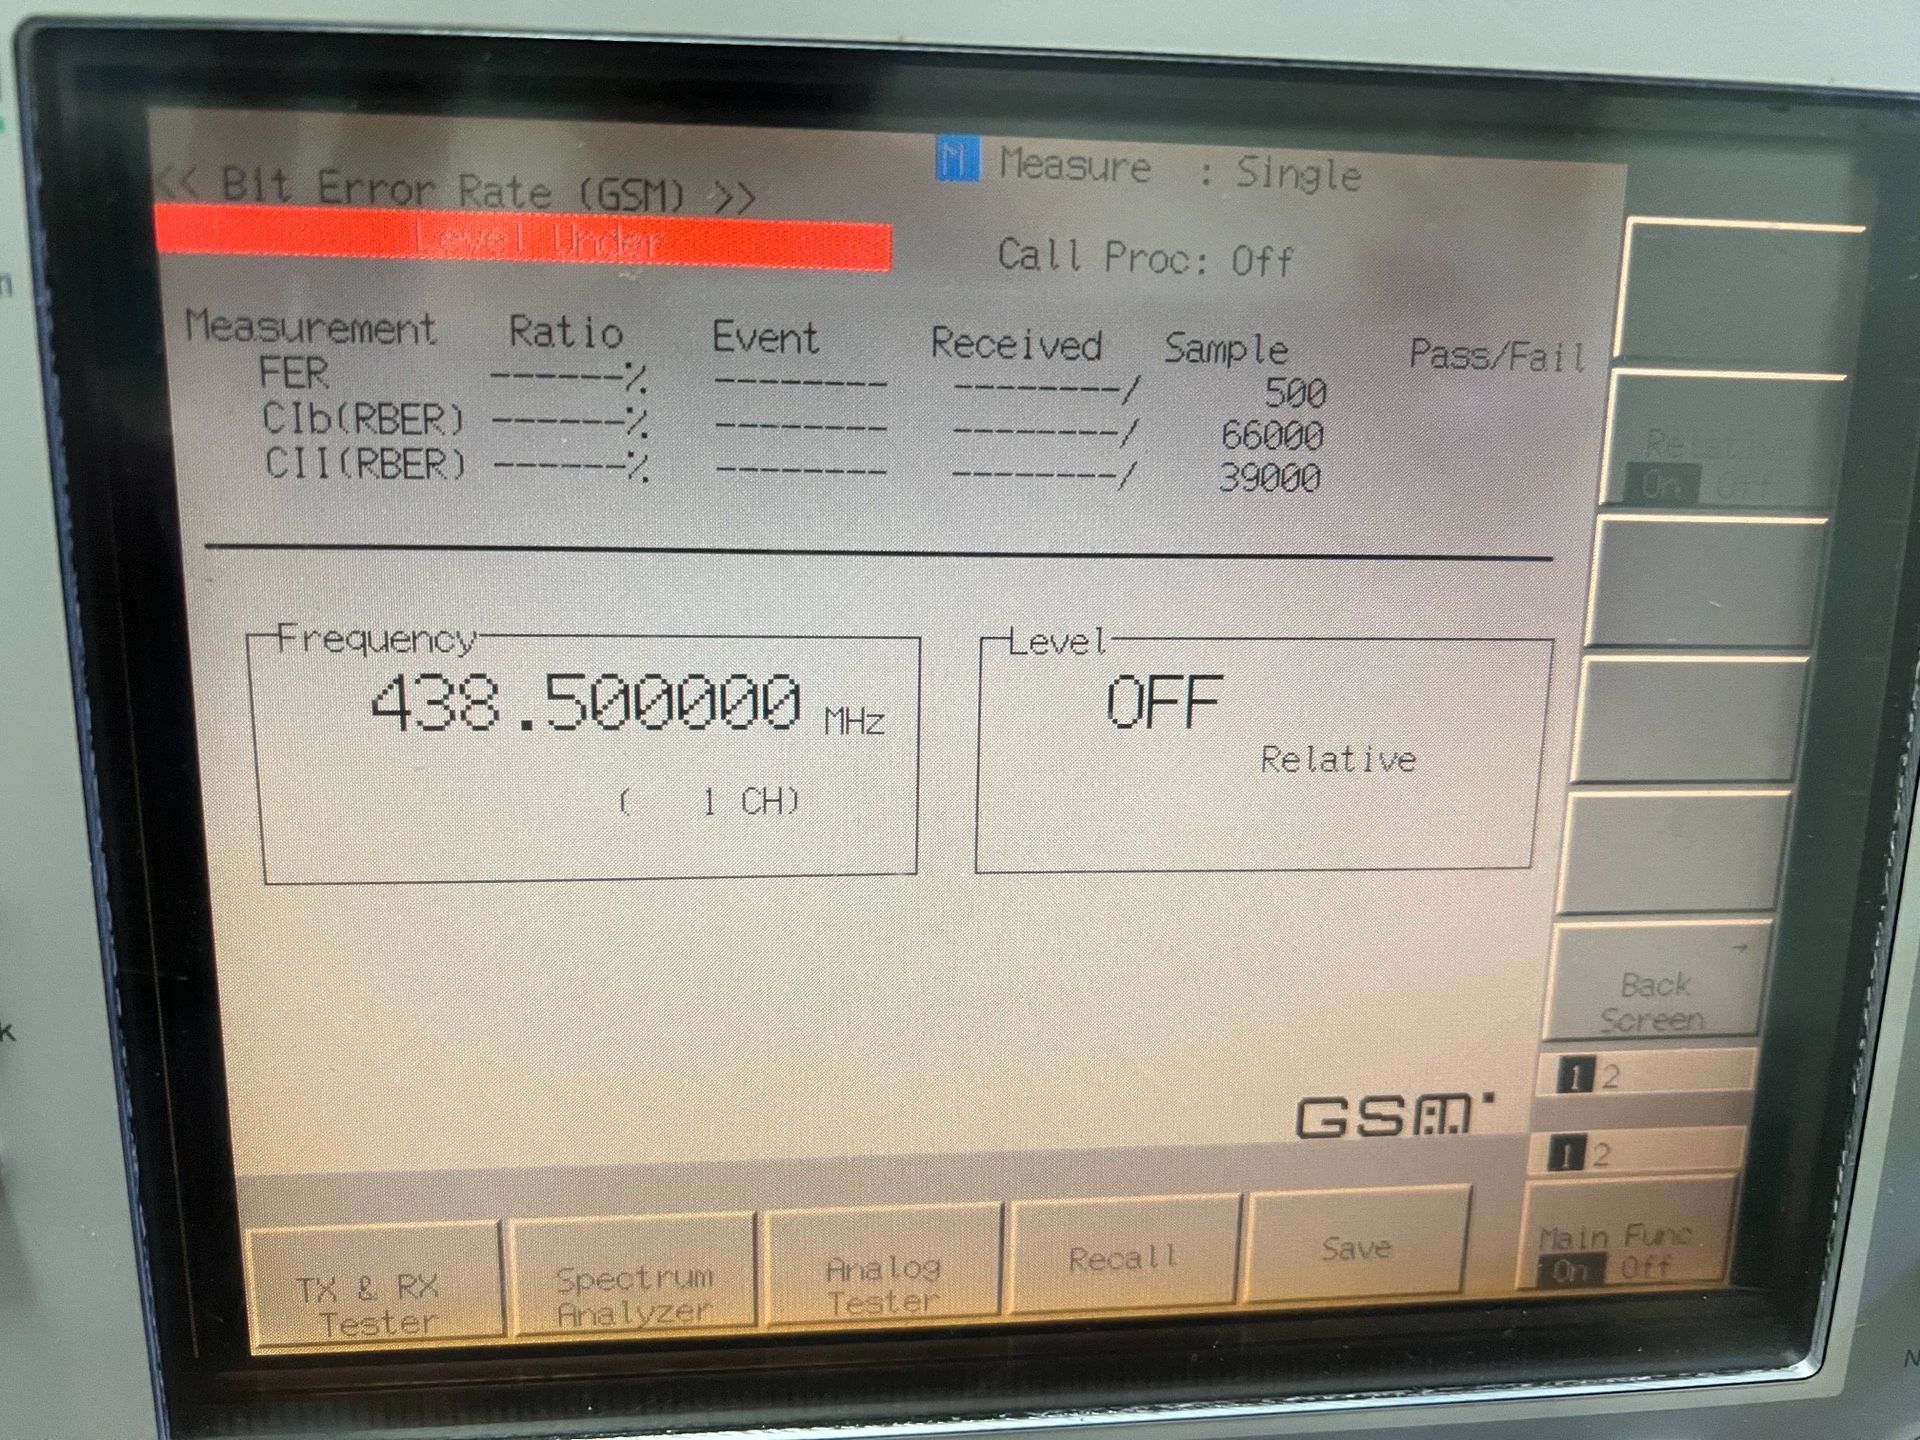 << Bit Error Rate (GSM) >>
M Measure : Single
Level Under
Call Proc: Off
Measurement Ratio Event Received Sample Pass/Fail
FER ------% -------- --------/ 500
CIb(RBER) ------% -------- --------/ 66000
CII(RBER) ------% -------- --------/ 39000
Relative
On Off
Frequency
438.500000 MHz
( 1 CH)
Level
OFF
Relative
→
Back
Screen
1 2
GSM
1 2
TX & RX
Tester
Spectrum
Analyzer
Analog
Tester
Recall
Save
Main Func
On Off